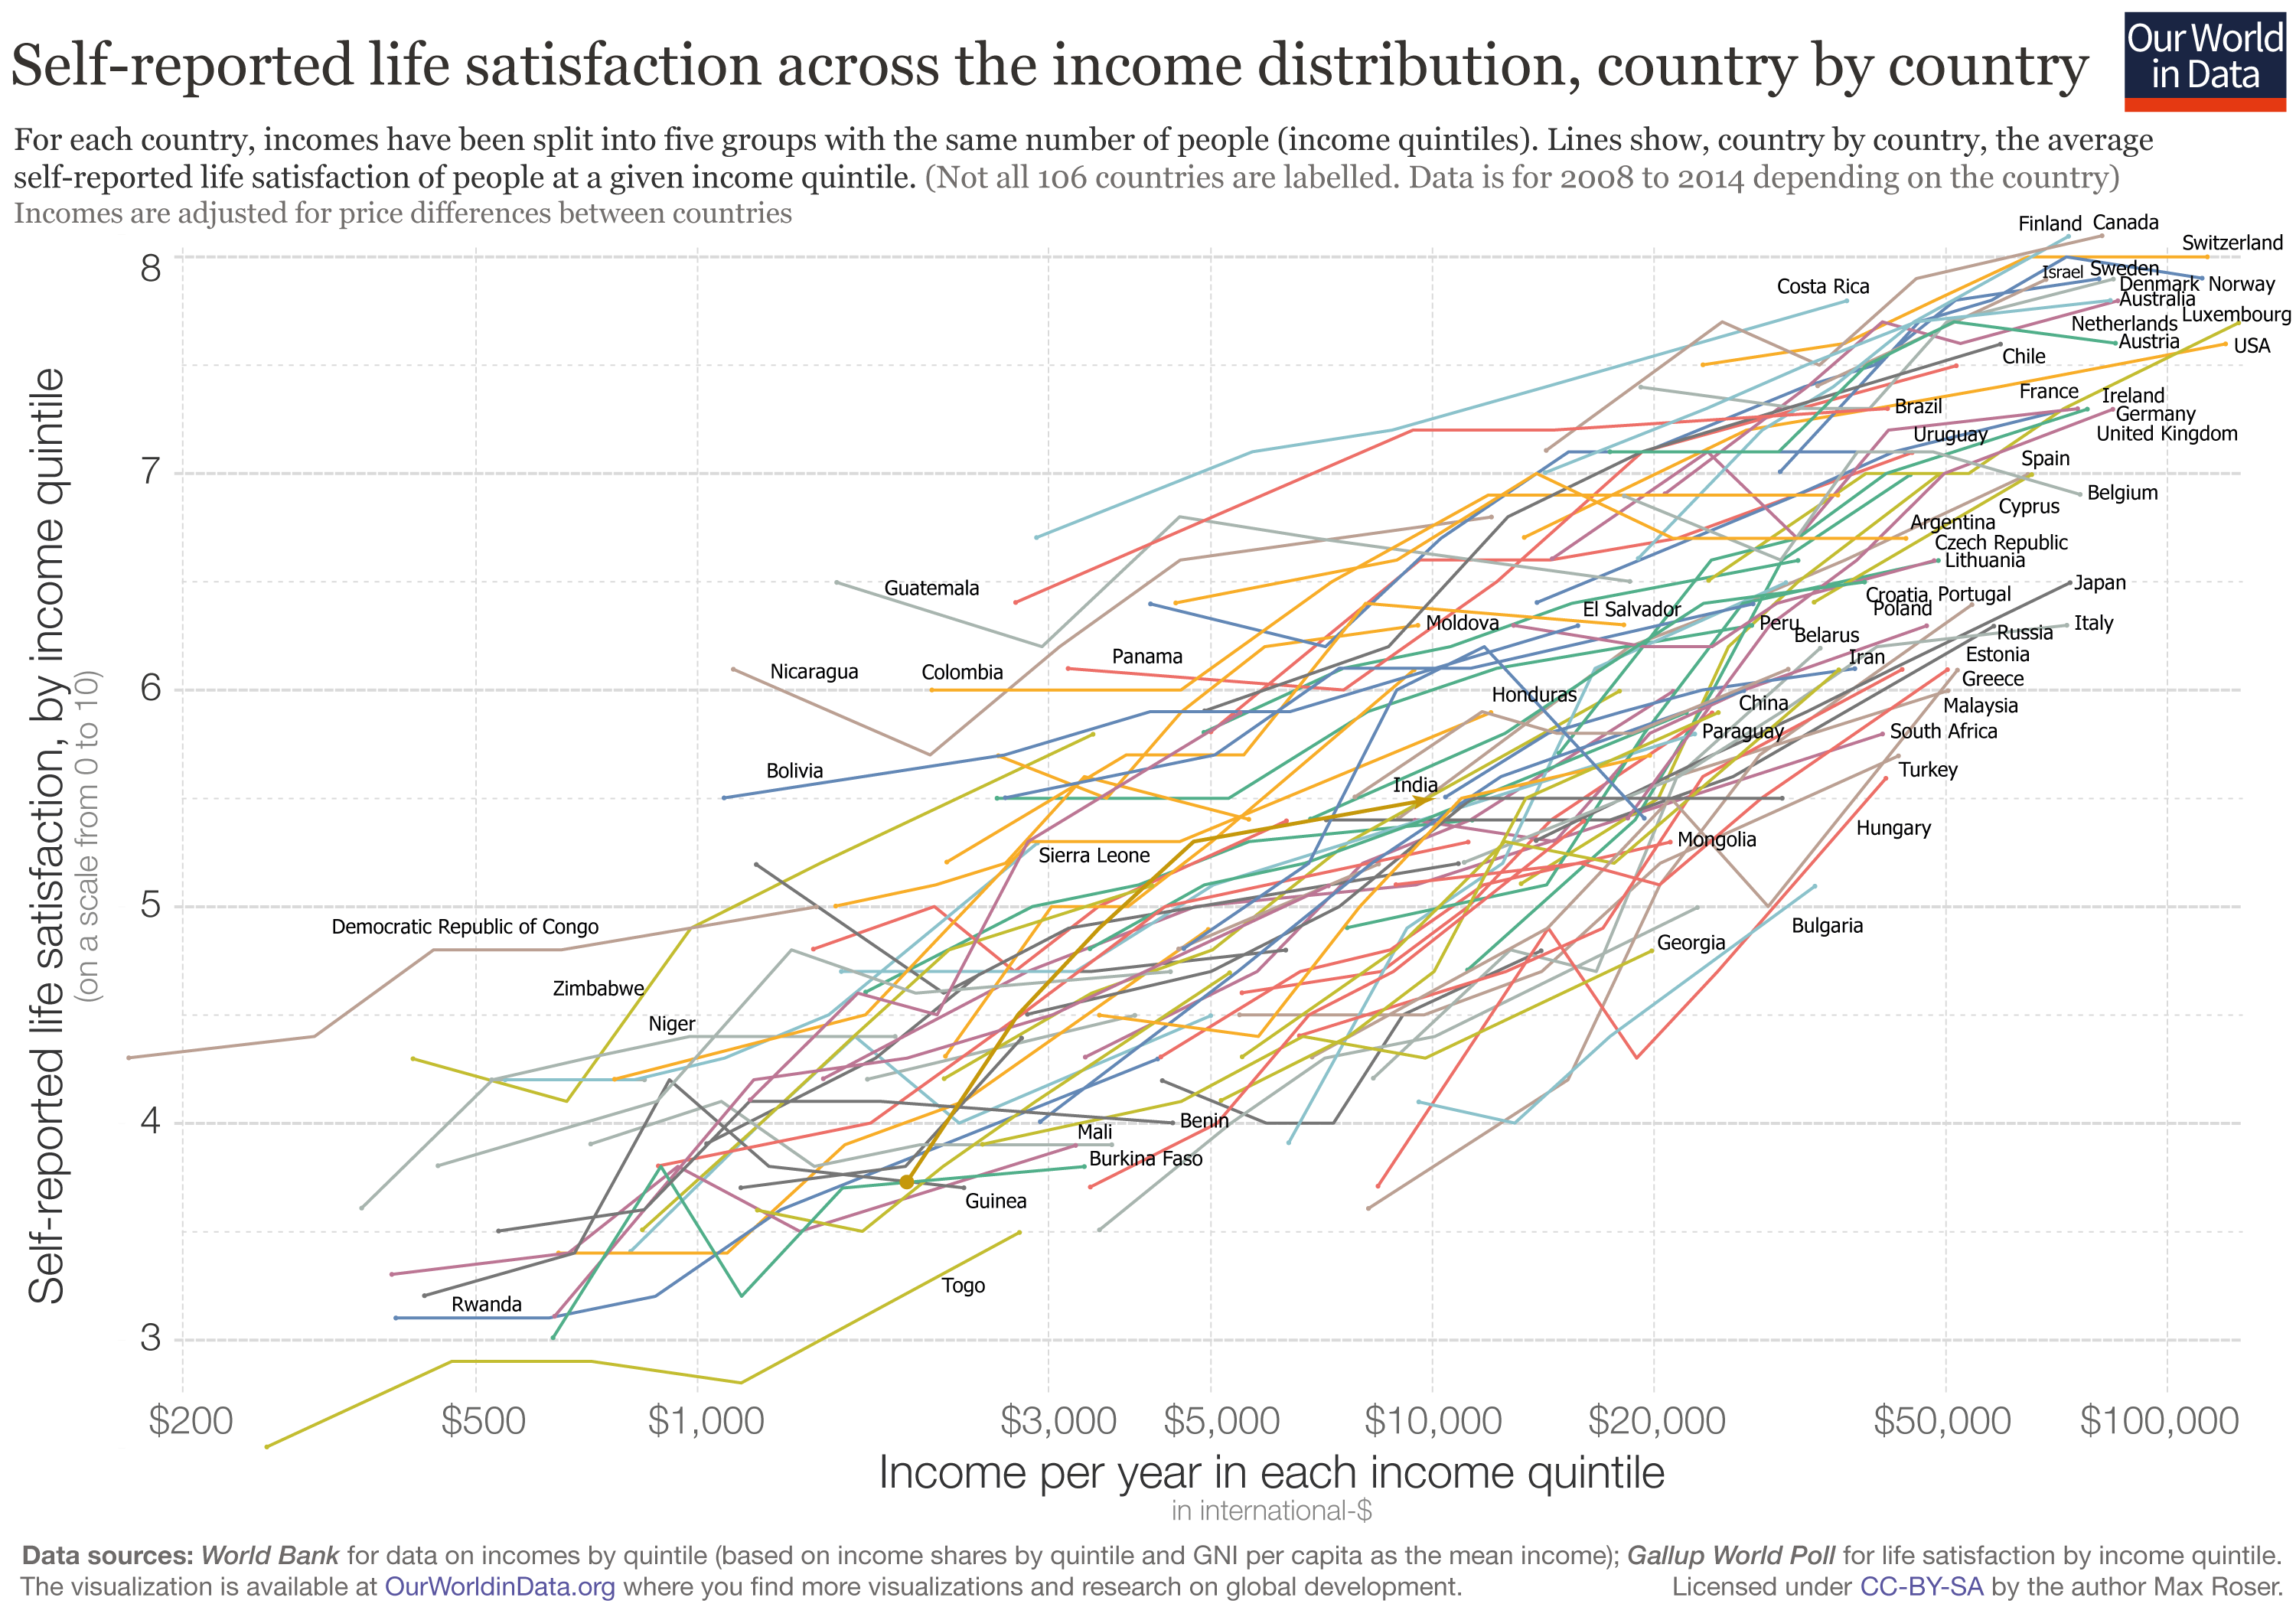 Self-reported life satisfaction across the income distribution, country by country
Our World
in Data
For each country, incomes have been split into five groups with the same number of people (income quintiles). Lines show, country by country, the average
self-reported life satisfaction of people at a given income quintile. (Not all 106 countries are labelled. Data is for 2008 to 2014 depending on the country)
Incomes are adjusted for price differences between countries
Finland
Canada
Switzerland
8
Israel
Sweden
Costa Rica
Denmark
Norway
Australia
Luxembourg
Netherlands
Austria
USA
Chile
France
Ireland
Brazil
Germany
United Kingdom
Uruguay
Spain
7
Belgium
Cyprus
Argentina
Czech Republic
Lithuania
Guatemala
Japan
Croatia
Portugal
Poland
El Salvador
Moldova
Peru
Italy
Belarus
Russia
Panama
Iran
Estonia
Nicaragua
Colombia
6
Greece
Honduras
China
Malaysia
Paraguay
South Africa
Bolivia
Turkey
India
Hungary
Mongolia
Sierra Leone
5
Democratic Republic of Congo
Bulgaria
Georgia
Zimbabwe
Niger
4
Benin
Mali
Burkina Faso
Guinea
Togo
Rwanda
3
Self-reported life satisfaction, by income quintile
(on a scale from 0 to 10)
$200
$500
$1,000
$3,000
$5,000
$10,000
$20,000
$50,000
$100,000
Income per year in each income quintile
in international-$
Data sources: World Bank for data on incomes by quintile (based on income shares by quintile and GNI per capita as the mean income); Gallup World Poll for life satisfaction by income quintile.
The visualization is available at OurWorldinData.org where you find more visualizations and research on global development.
Licensed under CC-BY-SA by the author Max Roser.